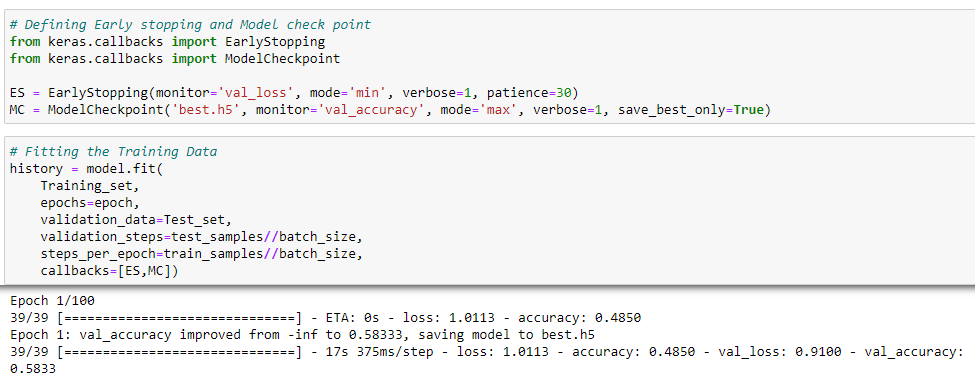 # Defining Early stopping and Model check point
from keras.callbacks import EarlyStopping
from keras.callbacks import ModelCheckpoint
ES = EarlyStopping(monitor='val_loss', mode='min', verbose=1, patience=30)
MC = ModelCheckpoint('best.h5', monitor='val_accuracy', mode='max', verbose=1, save_best_only=True)
# Fitting the Training Data
history = model.fit(
    Training_set,
    epochs=epoch,
    validation_data=Test_set,
    validation_steps=test_samples//batch_size,
    steps_per_epoch=train_samples//batch_size,
    callbacks=[ES,MC])
Epoch 1/100
39/39 [==============================] - ETA: 0s - loss: 1.0113 - accuracy: 0.4850
Epoch 1: val_accuracy improved from -inf to 0.58333, saving model to best.h5
39/39 [==============================] - 17s 375ms/step - loss: 1.0113 - accuracy: 0.4850 - val_loss: 0.9100 - val_accuracy:
0.5833